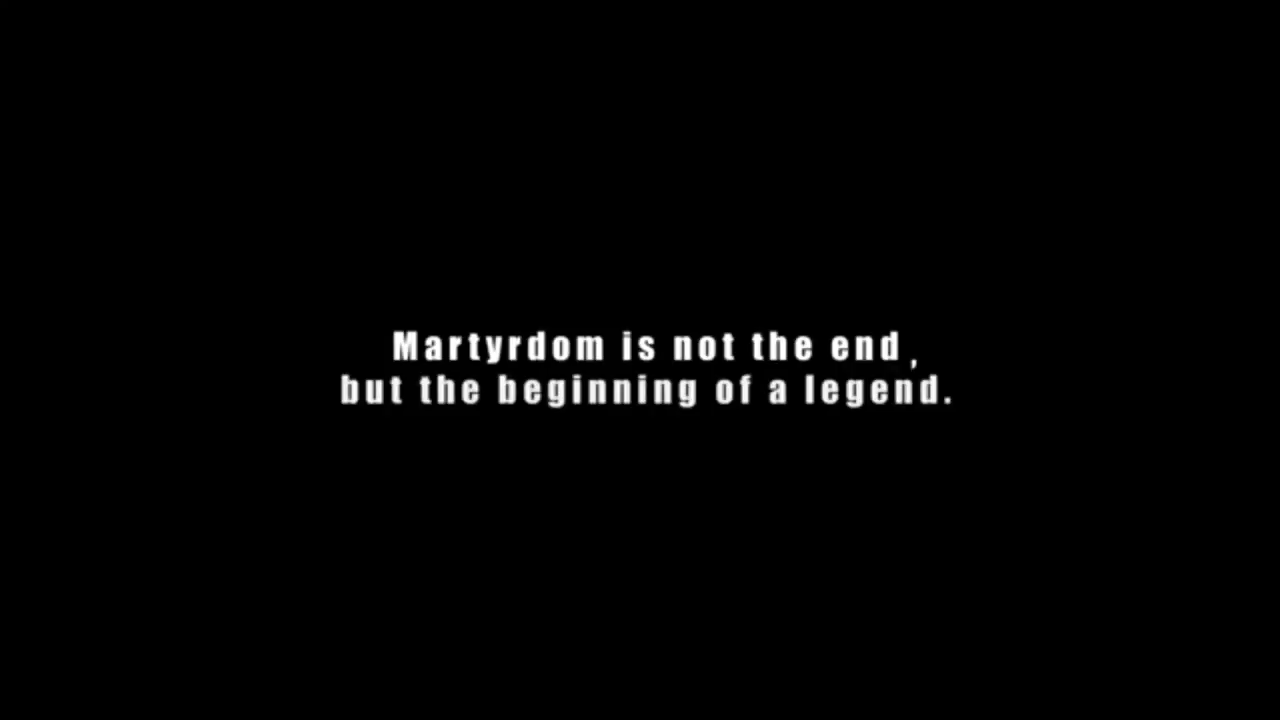 Martyrdom is not the end ,
but the beginning of a legend.